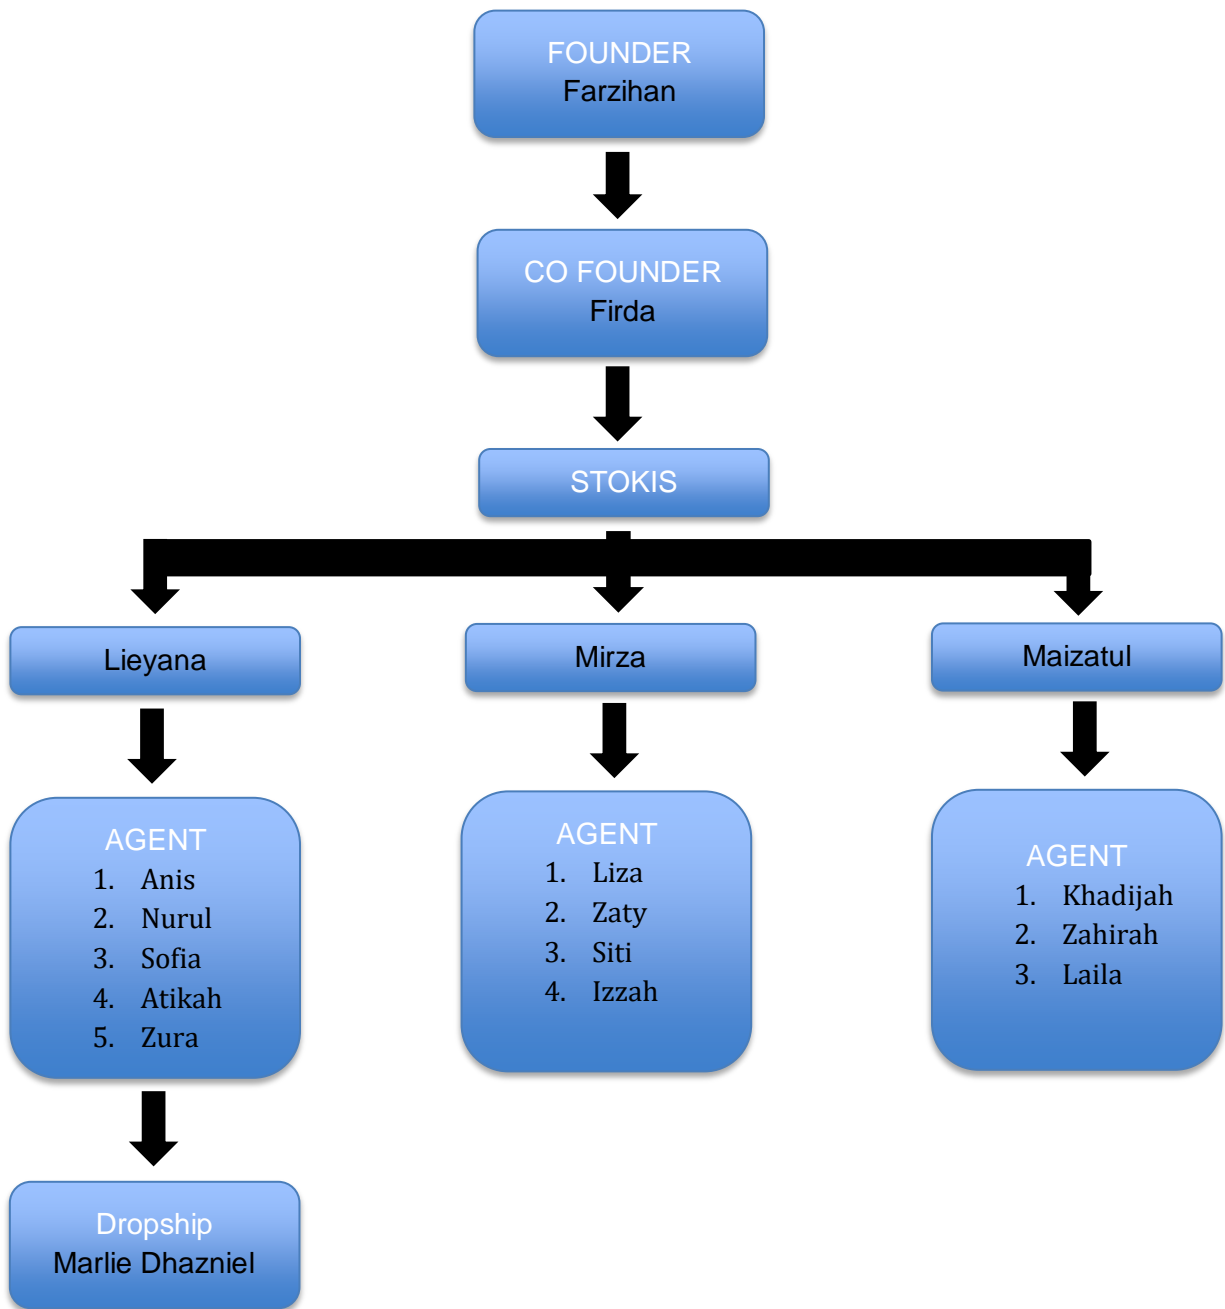 FOUNDER
Farzihan
CO FOUNDER
Firda
STOKIS
Lieyana
Mirza
Maizatul
AGENT
1. Anis
2. Nurul
3. Sofia
4. Atikah
5. Zura
AGENT
1. Liza
2. Zaty
3. Siti
4. Izzah
AGENT
1. Khadijah
2. Zahirah
3. Laila
Dropship
Marlie Dhazniel